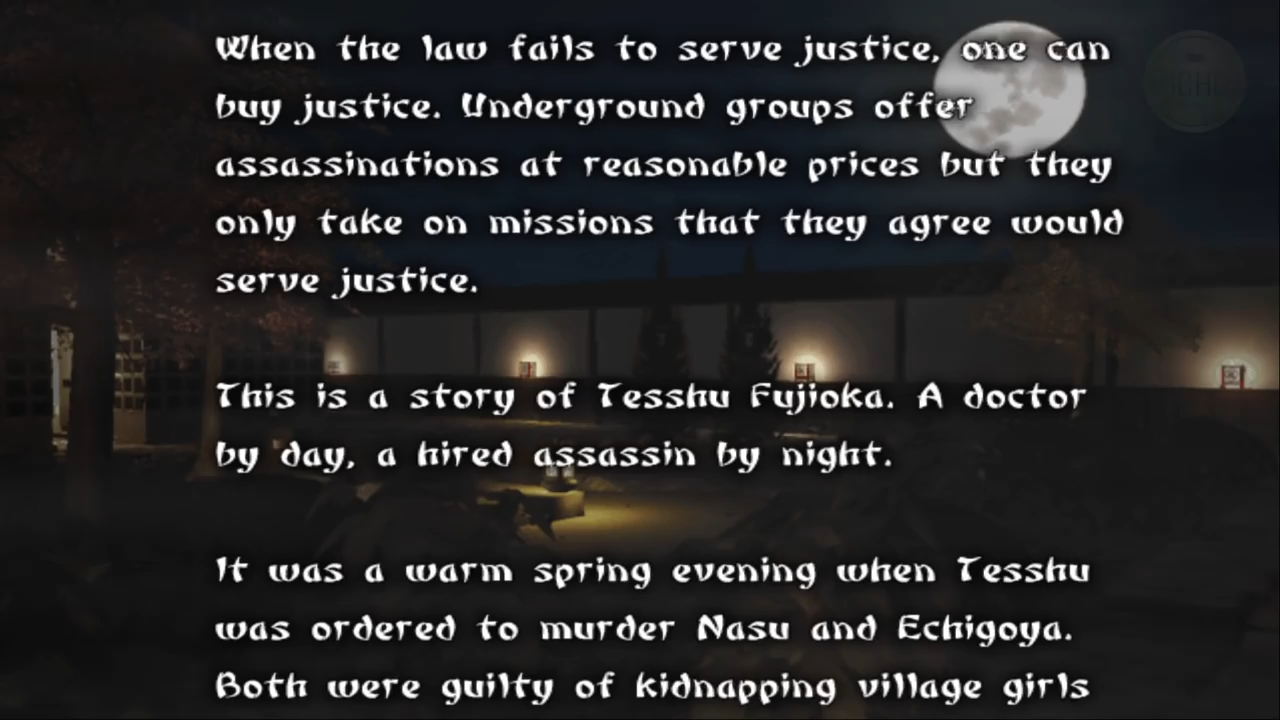 When the law fails to serve justice, one can
buy justice. Underground groups offer
assassinations at reasonable prices but they
only take on missions that they agree would
serve justice.
This is a story of Tesshu Fujioka. A doctor
by day, a hired assassin by night.
It was a warm spring evening when Tesshu
was ordered to murder Nasu and Echigoya.
Both were guilty of kidnapping village girls